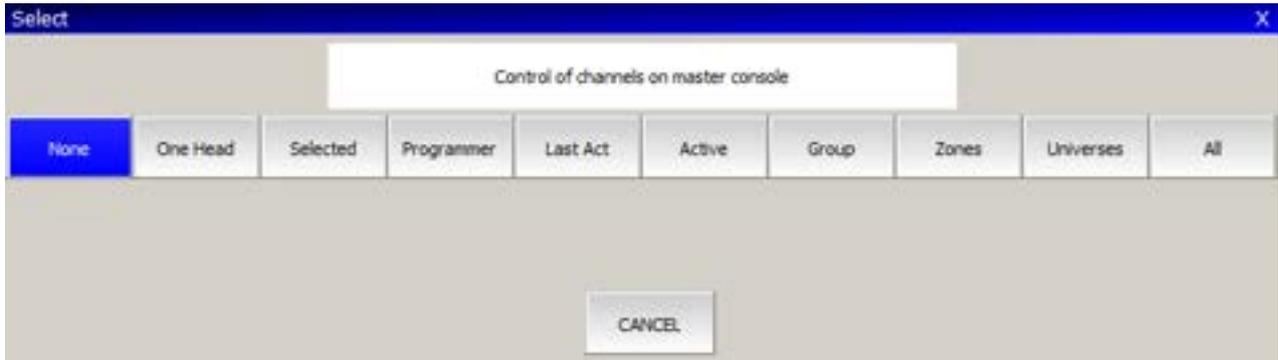 Select X
Control of channels on master console
None One Head Selected Programmer Last Act Active Group Zones Universes All
CANCEL